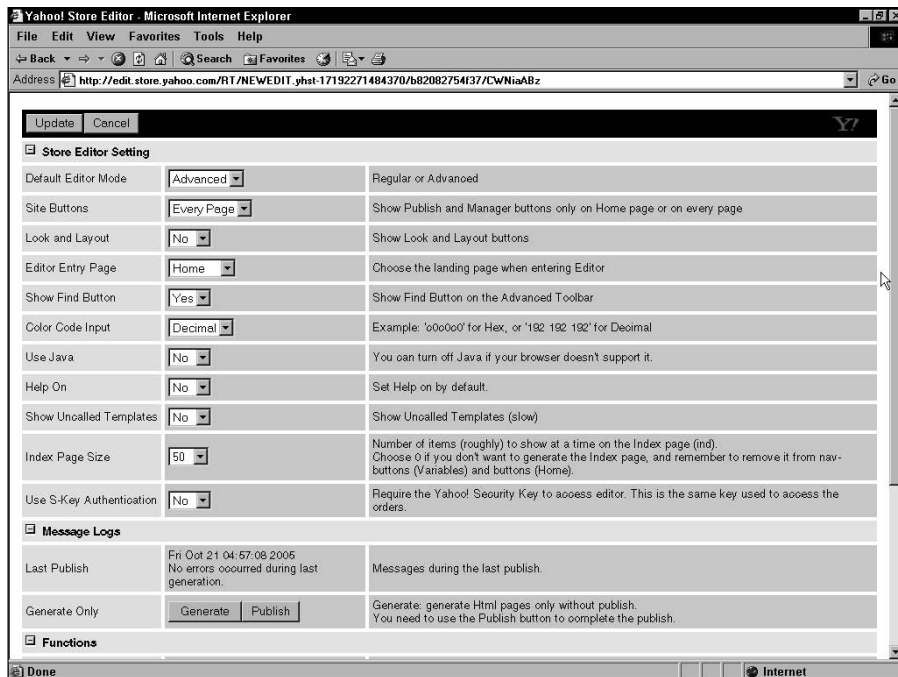 Yahoo! Store Editor - Microsoft Internet Explorer
File Edit View Favorites Tools Help
Back Search Favorites
Address http://edit.store.yahoo.com/RT/NEWEDIT.yhst-17192271484370/b82082754f37/CWNiaABz Go
Update Cancel Y!
Store Editor Setting
Default Editor Mode Advanced Regular or Advanced
Site Buttons Every Page Show Publish and Manager buttons only on Home page or on every page
Look and Layout No Show Look and Layout buttons
Editor Entry Page Home Choose the landing page when entering Editor
Show Find Button Yes Show Find Button on the Advanced Toolbar
Color Code Input Decimal Example: 'c0c0c0' for Hex, or '192 192 192' for Decimal
Use Java No You can turn off Java if your browser doesn't support it.
Help On No Set Help on by default.
Show Uncalled Templates No Show Uncalled Templates (slow)
Index Page Size 50 Number of items (roughly) to show at a time on the Index page (ind).
Choose 0 if you don't want to generate the Index page, and remember to remove it from nav-
buttons (Variables) and buttons (Home).
Use S-Key Authentication No Require the Yahoo! Security Key to access editor. This is the same key used to access the
orders.
Message Logs
Last Publish Fri Oct 21 04:57:08 2005
No errors occurred during last
generation.
Messages during the last publish.
Generate Only Generate Publish Generate: generate Html pages only without publish.
You need to use the Publish button to complete the publish.
Functions
Done Internet